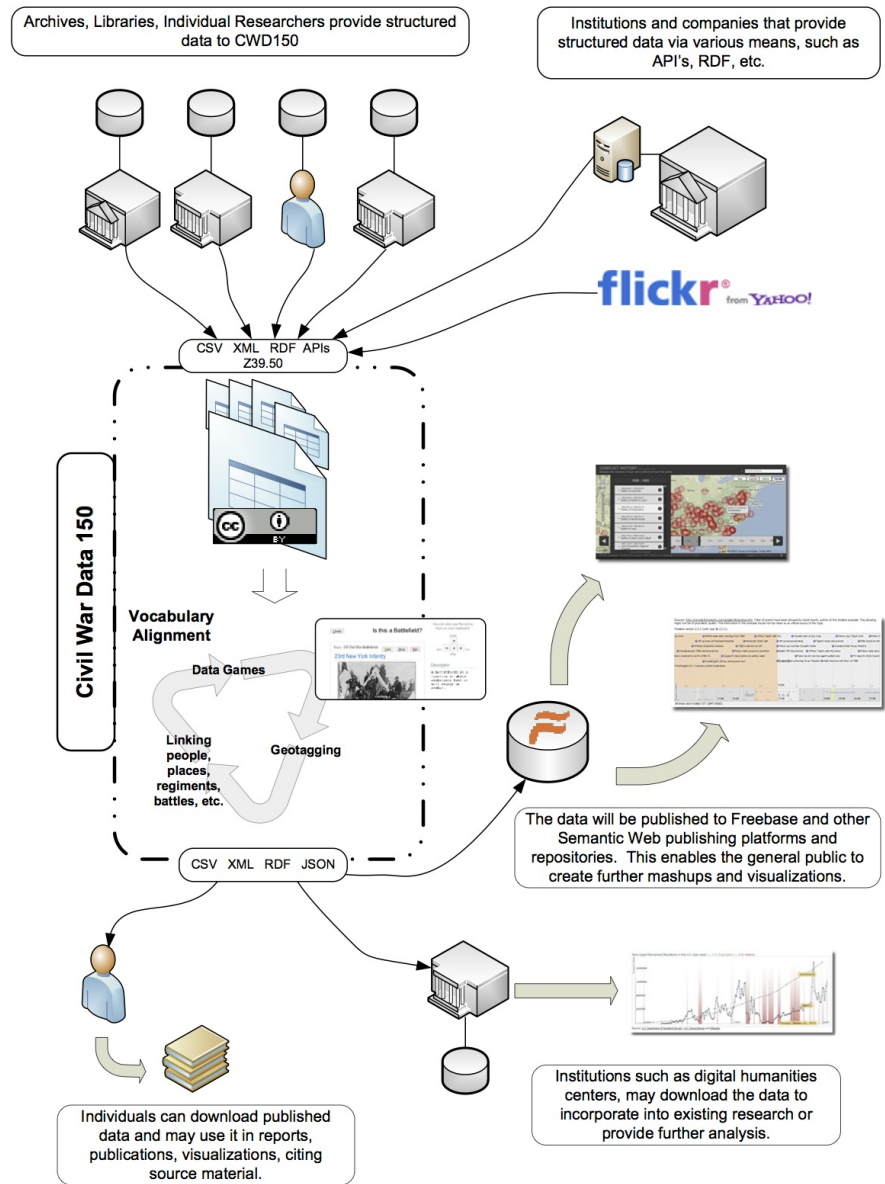 Archives, Libraries, Individual Researchers provide structured
data to CWD150
Institutions and companies that provide
structured data via various means, such as
API's, RDF, etc.
flickr® from YAHOO!
CSV XML RDF APIs
Z39.50
Civil War Data 150
cc
BY
Vocabulary
Alignment
Is this a Battlefield?
23rd New York Infantry
Data Games
Geotagging
Linking
people,
places,
regiments,
battles, etc.
CSV XML RDF JSON
The data will be published to Freebase and other
Semantic Web publishing platforms and
repositories. This enables the general public to
create further mashups and visualizations.
Individuals can download published
data and may use it in reports,
publications, visualizations, citing
source material.
Institutions such as digital humanities
centers, may download the data to
incorporate into existing research or
provide further analysis.